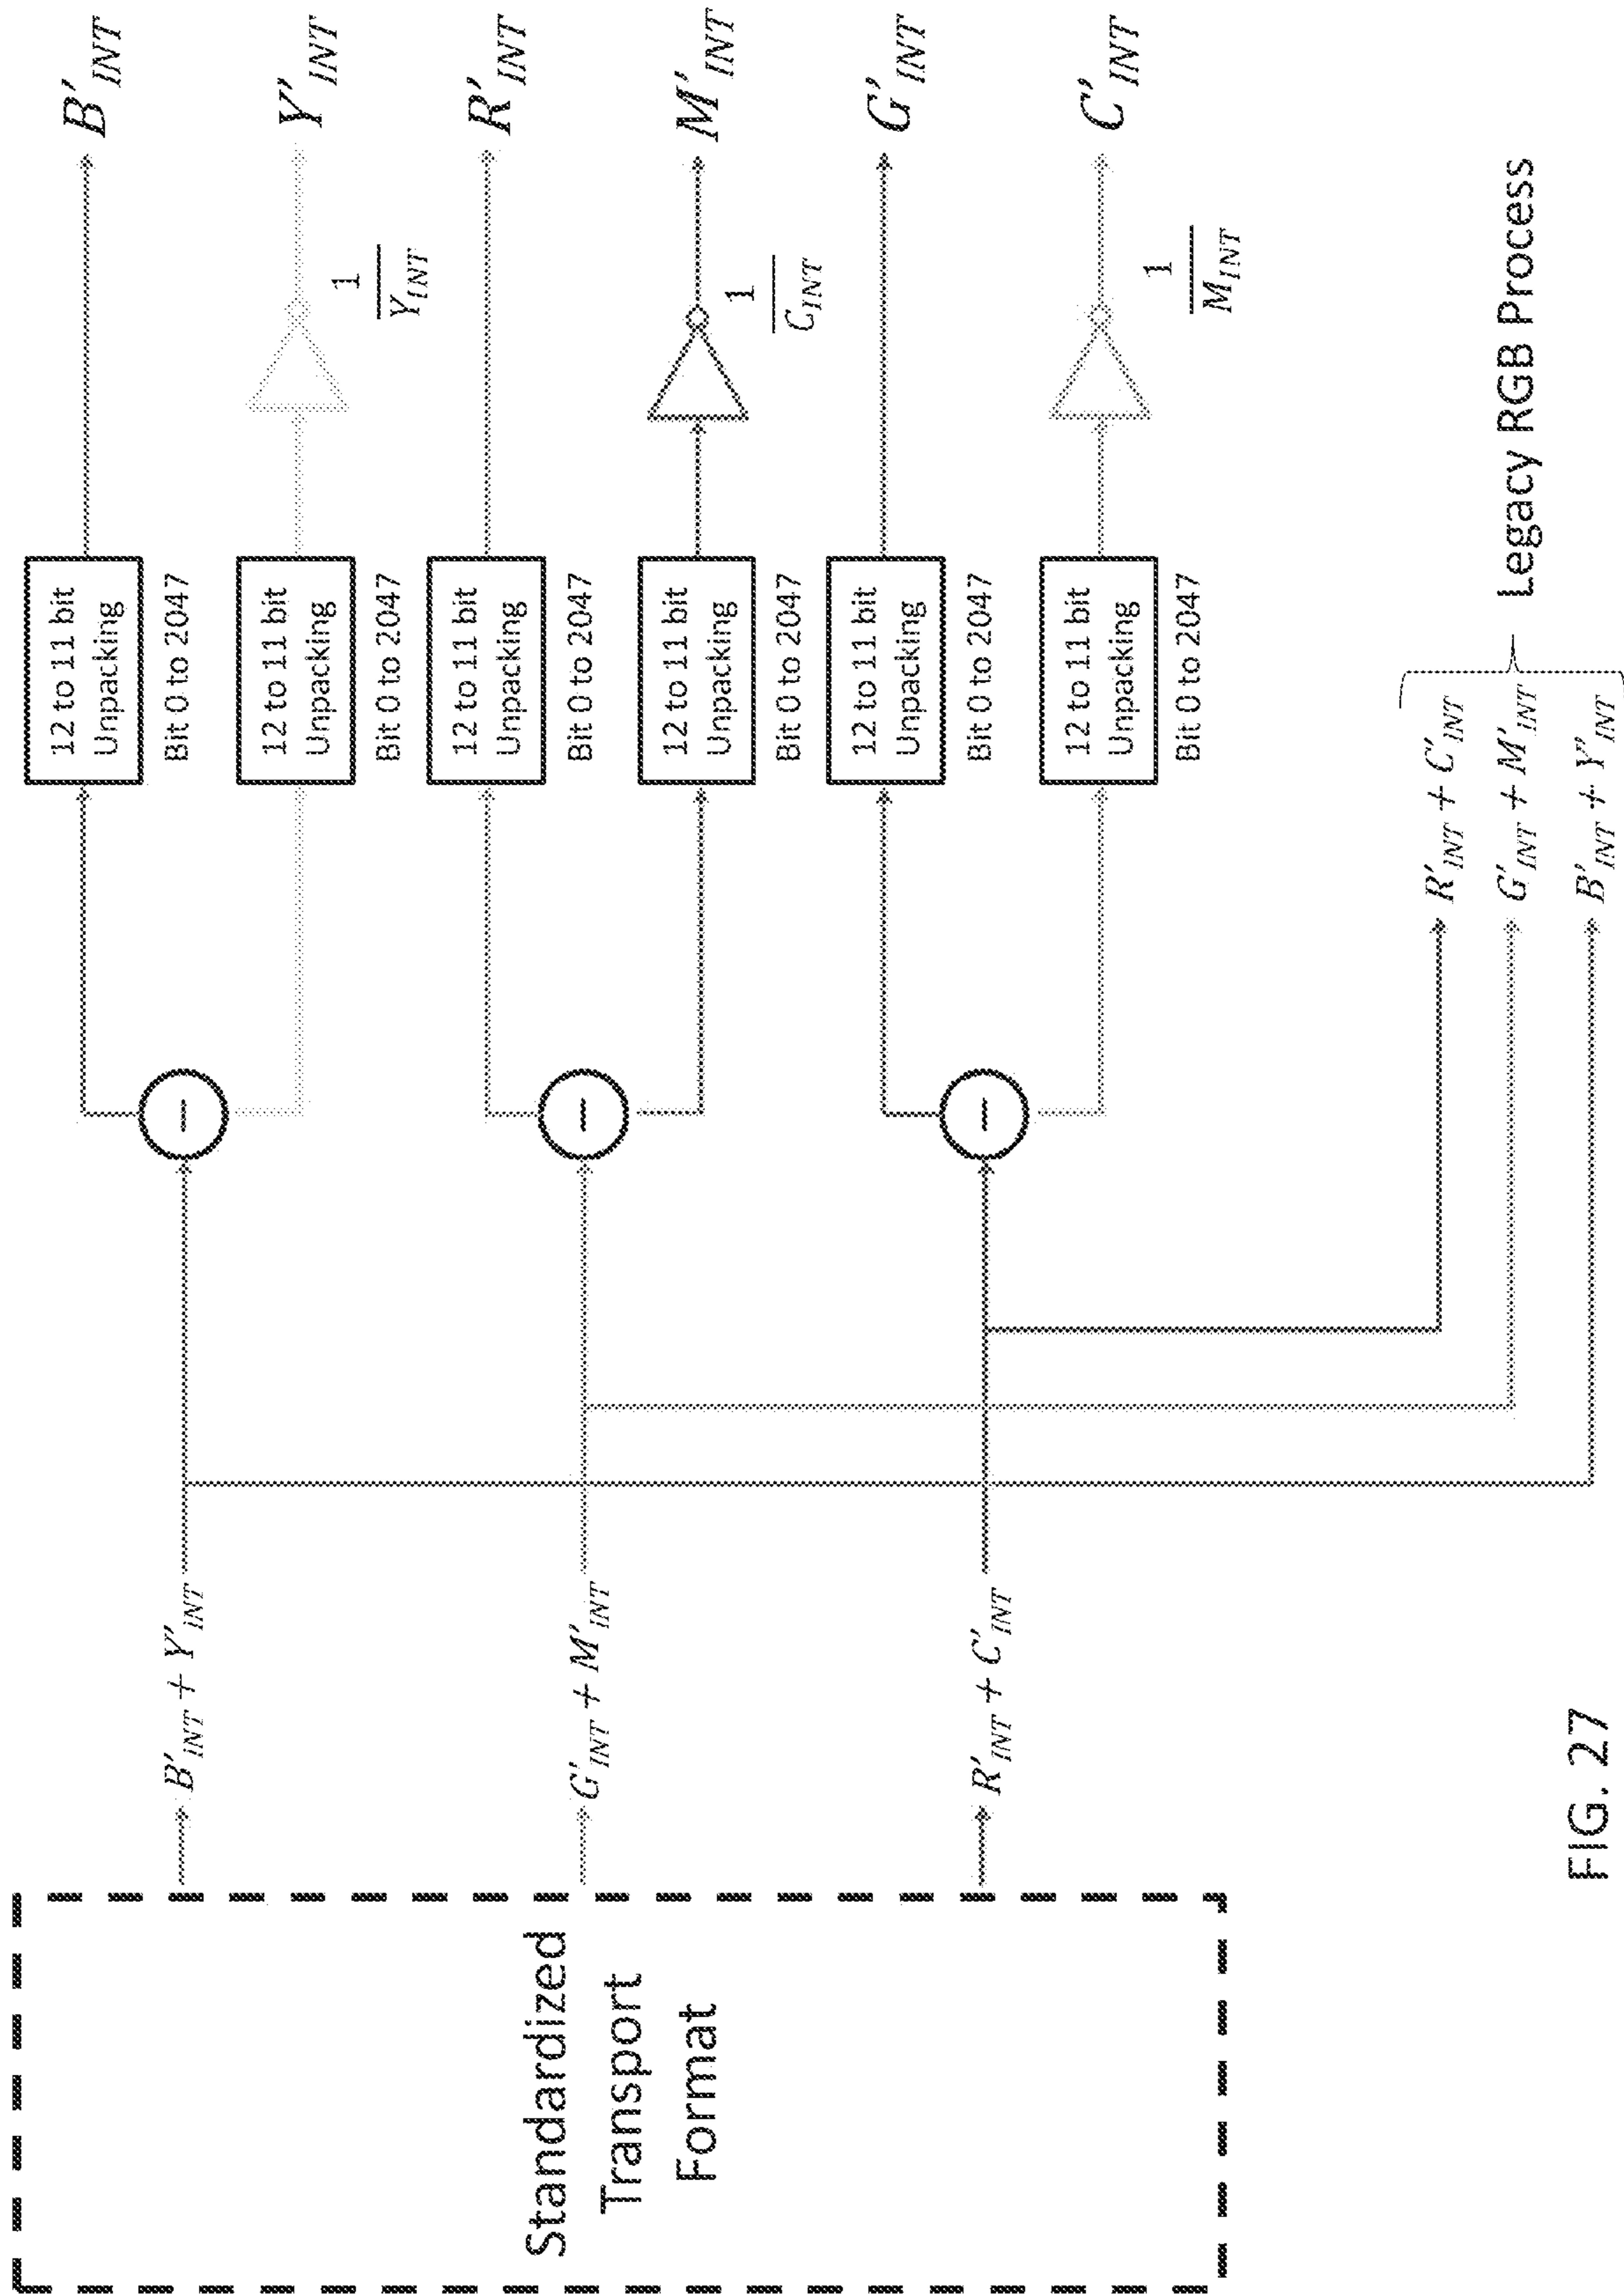 Standardized
Transport
Format
B'INT + Y'INT
G'INT + M'INT
R'INT + C'INT
−
−
−
12 to 11 bit
Unpacking
Bit 0 to 2047
12 to 11 bit
Unpacking
Bit 0 to 2047
12 to 11 bit
Unpacking
Bit 0 to 2047
12 to 11 bit
Unpacking
Bit 0 to 2047
12 to 11 bit
Unpacking
Bit 0 to 2047
12 to 11 bit
Unpacking
Bit 0 to 2047
1
YINT
1
CINT
1
MINT
B'INT
Y'INT
R'INT
M'INT
G'INT
C'INT
R'INT + C'INT
G'INT + M'INT
B'INT + Y'INT
Legacy RGB Process
FIG. 27